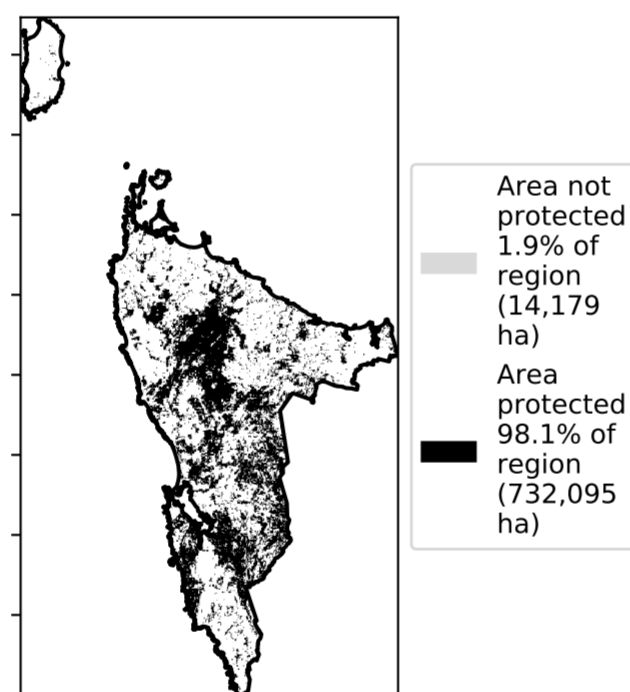 Area not
protected
1.9% of
region
(14,179
ha)
Area
protected
98.1% of
region
(732,095
ha)